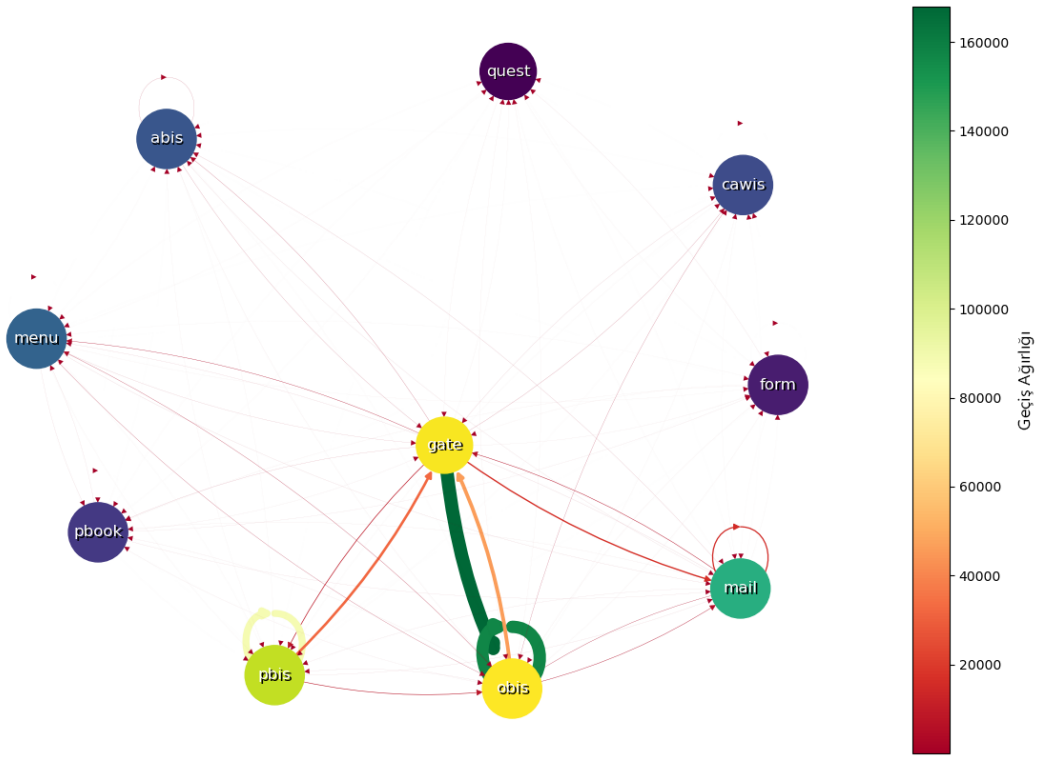 quest
abis
cawis
menu
form
gate
pbook
mail
pbis
obis
160000
140000
120000
100000
80000
60000
40000
20000
Geçiş Ağırlığı